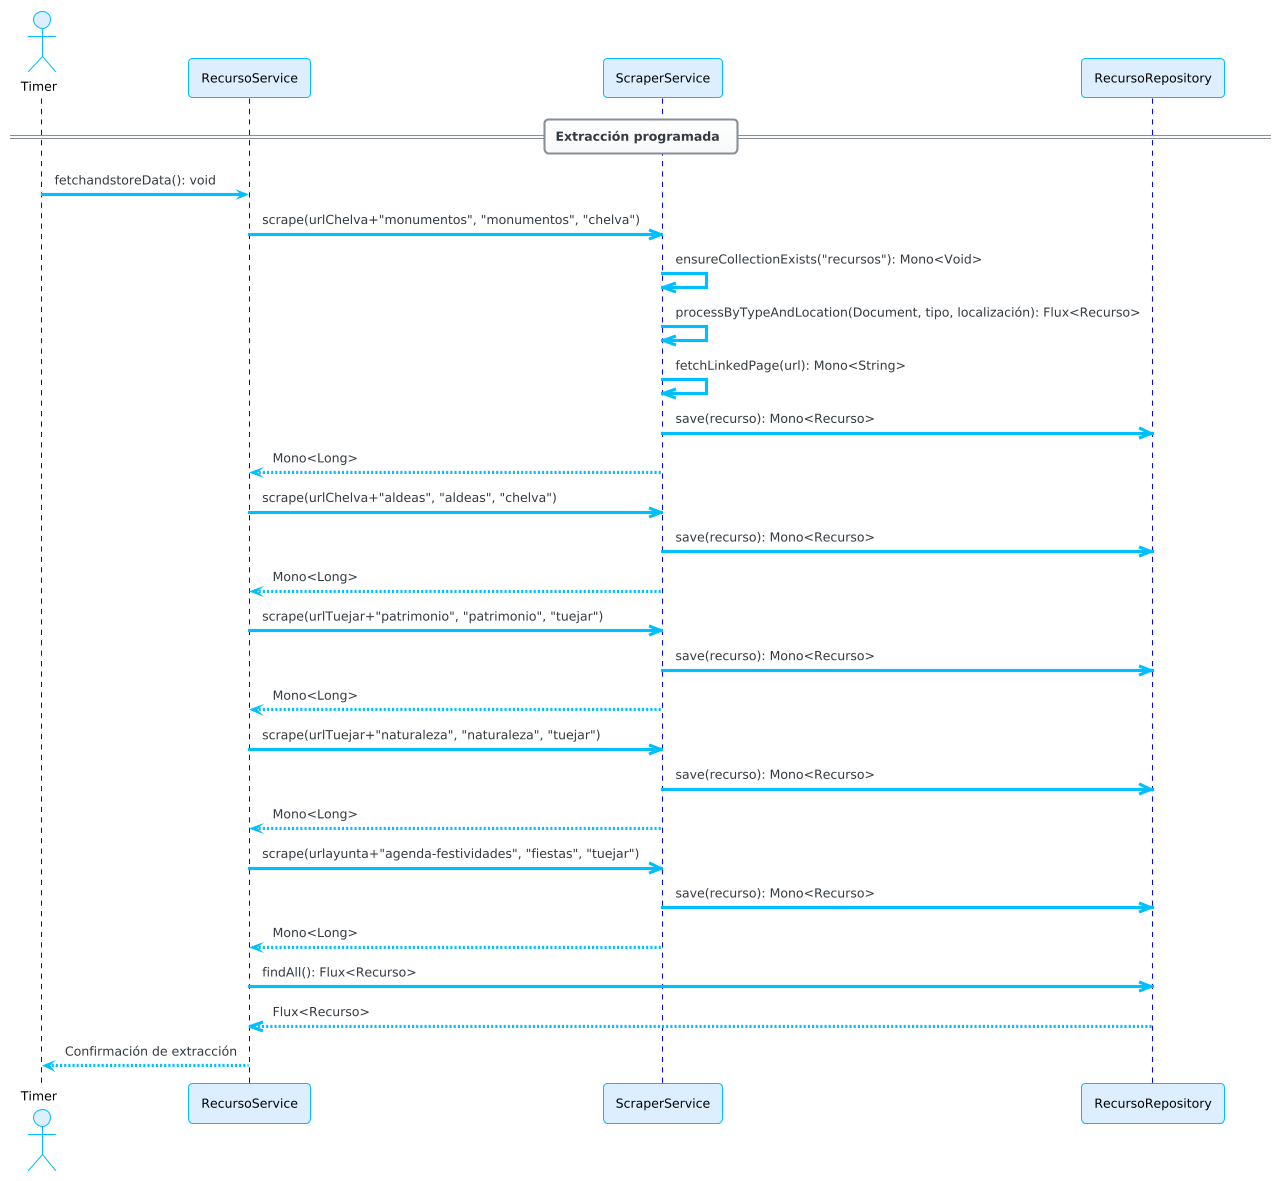 Timer
RecursoService
ScraperService
RecursoRepository
Extracción programada
fetchandstoreData(): void
scrape(urlChelva+"monumentos", "monumentos", "chelva")
ensureCollectionExists("recursos"): Mono<Void>
processByTypeAndLocation(Document, tipo, localización): Flux<Recurso>
fetchLinkedPage(url): Mono<String>
save(recurso): Mono<Recurso>
Mono<Long>
scrape(urlChelva+"aldeas", "aldeas", "chelva")
save(recurso): Mono<Recurso>
Mono<Long>
scrape(urlTuejar+"patrimonio", "patrimonio", "tuejar")
save(recurso): Mono<Recurso>
Mono<Long>
scrape(urlTuejar+"naturaleza", "naturaleza", "tuejar")
save(recurso): Mono<Recurso>
Mono<Long>
scrape(urlayunta+"agenda-festividades", "fiestas", "tuejar")
save(recurso): Mono<Recurso>
Mono<Long>
findAll(): Flux<Recurso>
Flux<Recurso>
Confirmación de extracción
Timer
RecursoService
ScraperService
RecursoRepository